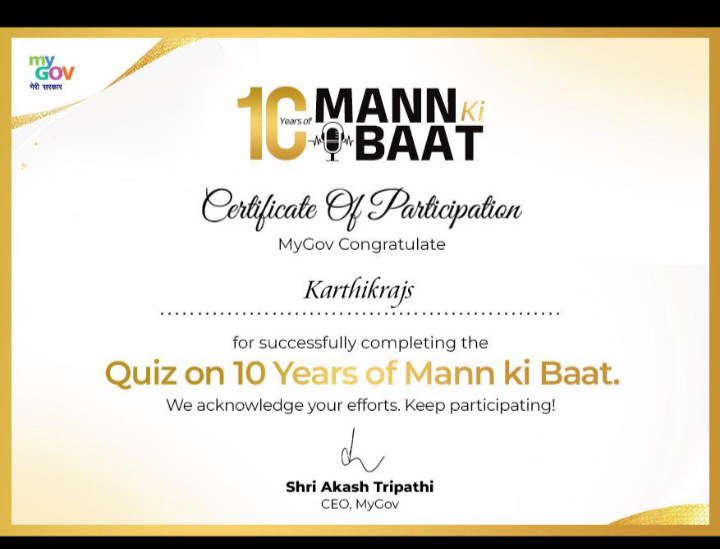 my
GOV
मेरी सरकार
10 Years of MANN Ki
BAAT
Certificate Of Participation
MyGov Congratulate
Karthikrajs
for successfully completing the
Quiz on 10 Years of Mann ki Baat.
We acknowledge your efforts. Keep participating!
Shri Akash Tripathi
CEO, MyGov